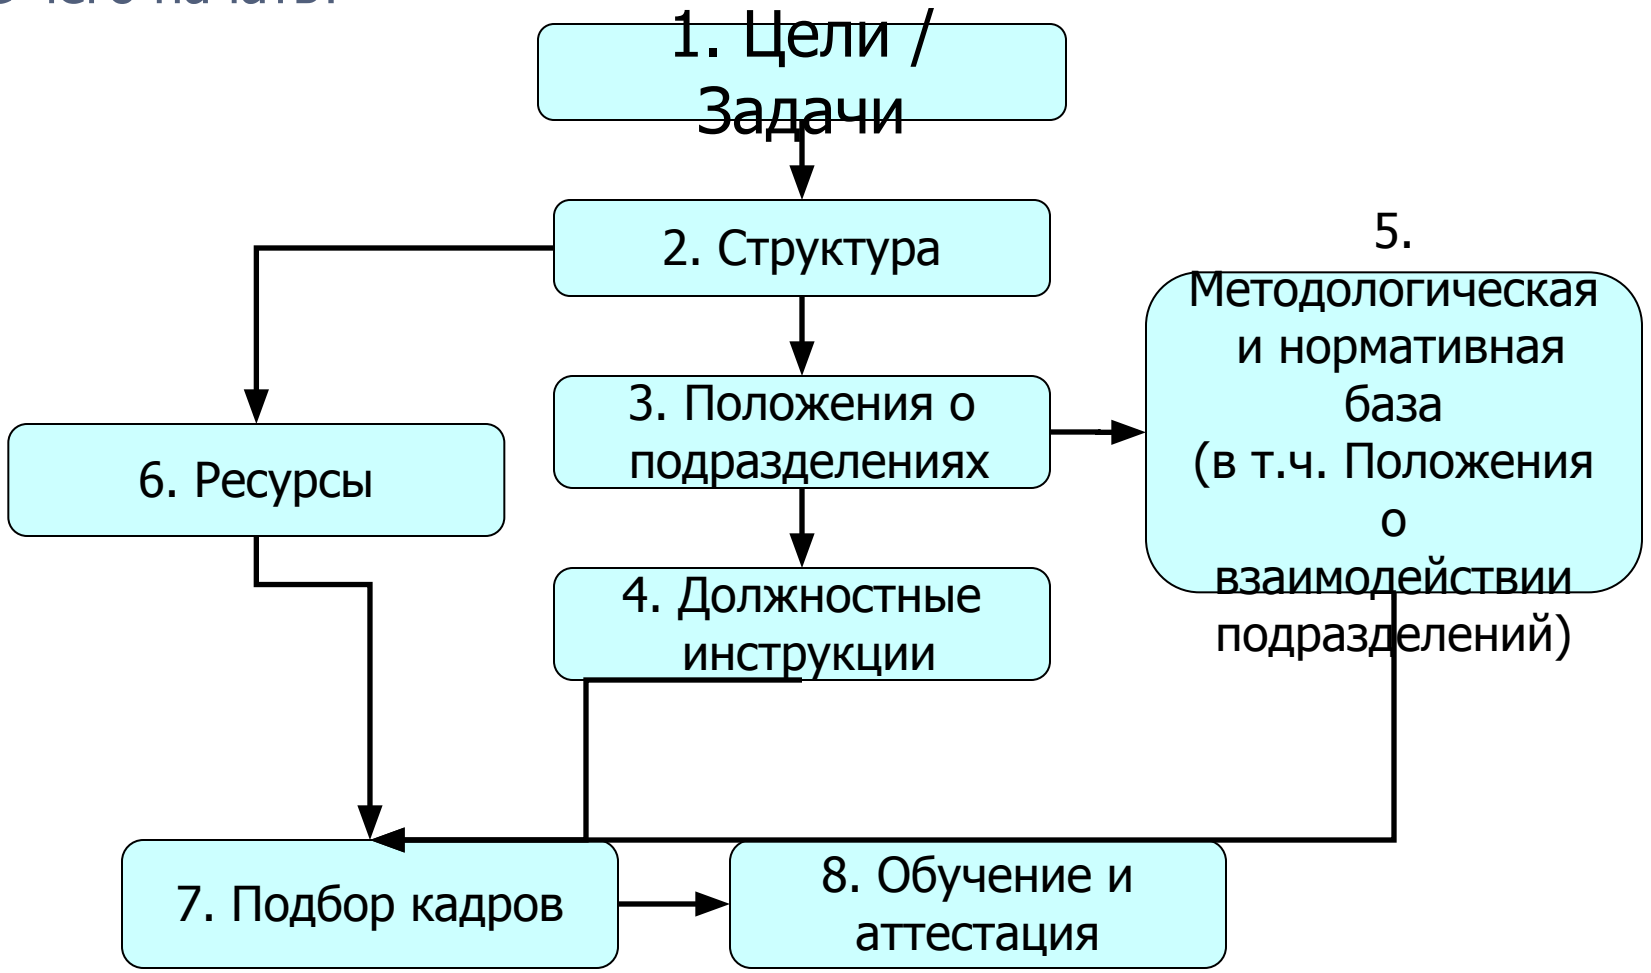 1. Цели /
Задачи
2. Структура
3. Положения о
подразделениях
4. Должностные
инструкции
5.
Методологическая
и нормативная
база
(в т.ч. Положения
о
взаимодействии
подразделений)
6. Ресурсы
7. Подбор кадров
8. Обучение и
аттестация